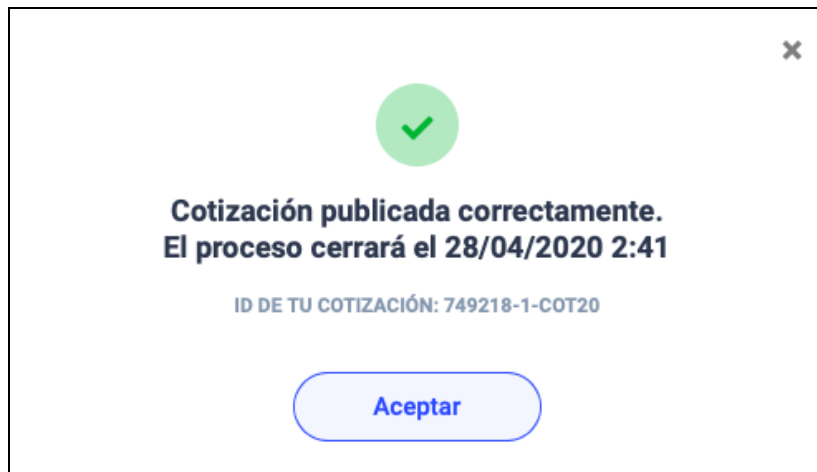 Cotización publicada correctamente.
El proceso cerrará el 28/04/2020 2:41
ID DE TU COTIZACIÓN: 749218-1-COT20
Aceptar